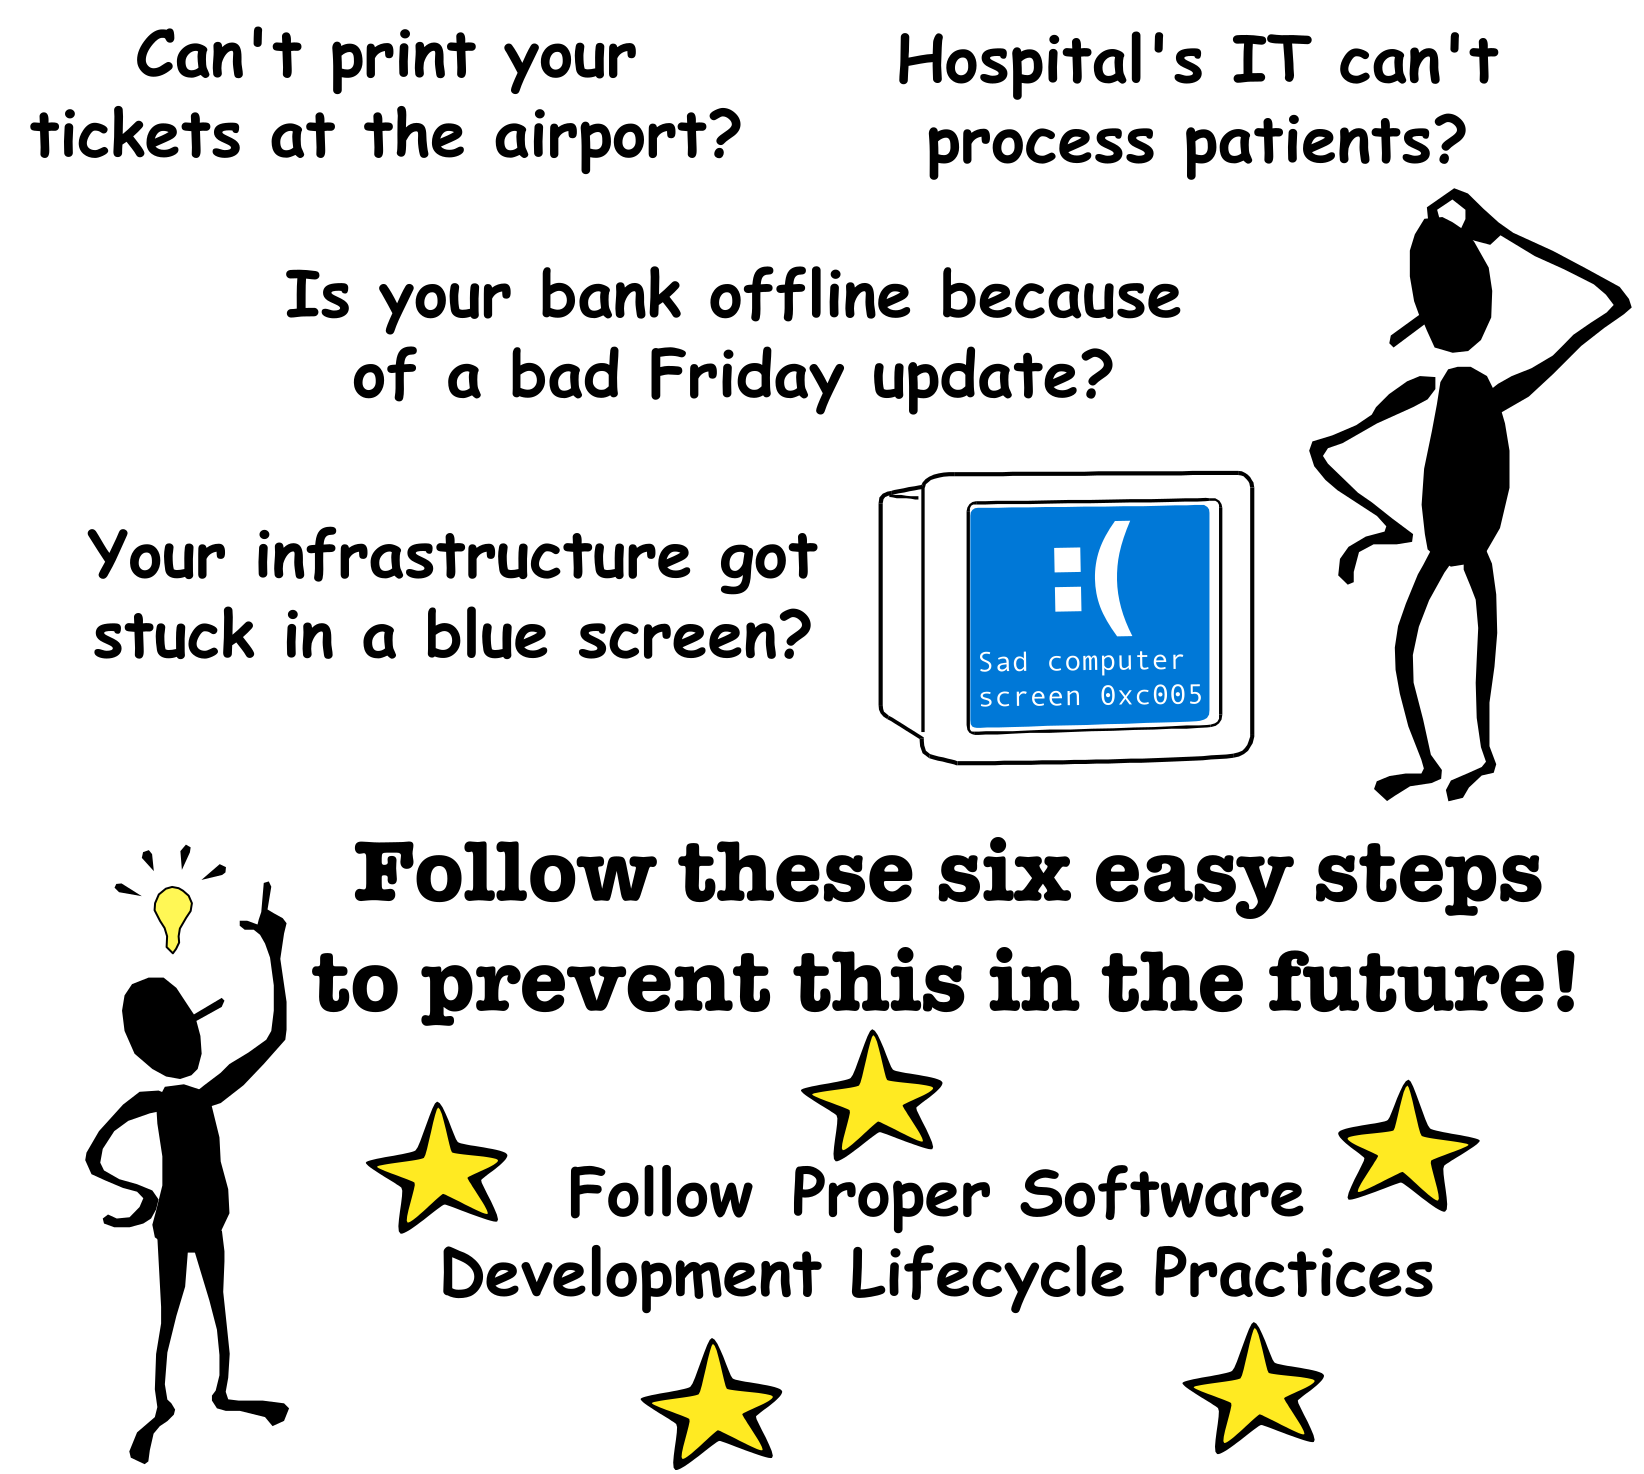 Can't print your
tickets at the airport?
Hospital's IT can't
process patients?
Is your bank offline because
of a bad Friday update?
Your infrastructure got
stuck in a blue screen?
:(
Sad computer
screen 0xc005
Follow these six easy steps
to prevent this in the future!
Follow Proper Software
Development Lifecycle Practices